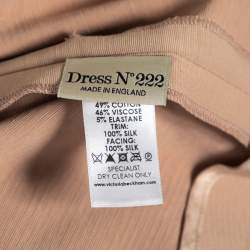 Dress Nº 222
MADE IN ENGLAND
49% COTTON
46% VISCOSE
5% ELASTANE
TRIM:
100% SILK
FACING:
100% SILK
SPECIALIST
DRY CLEAN ONLY
www.victoriabeckham.com